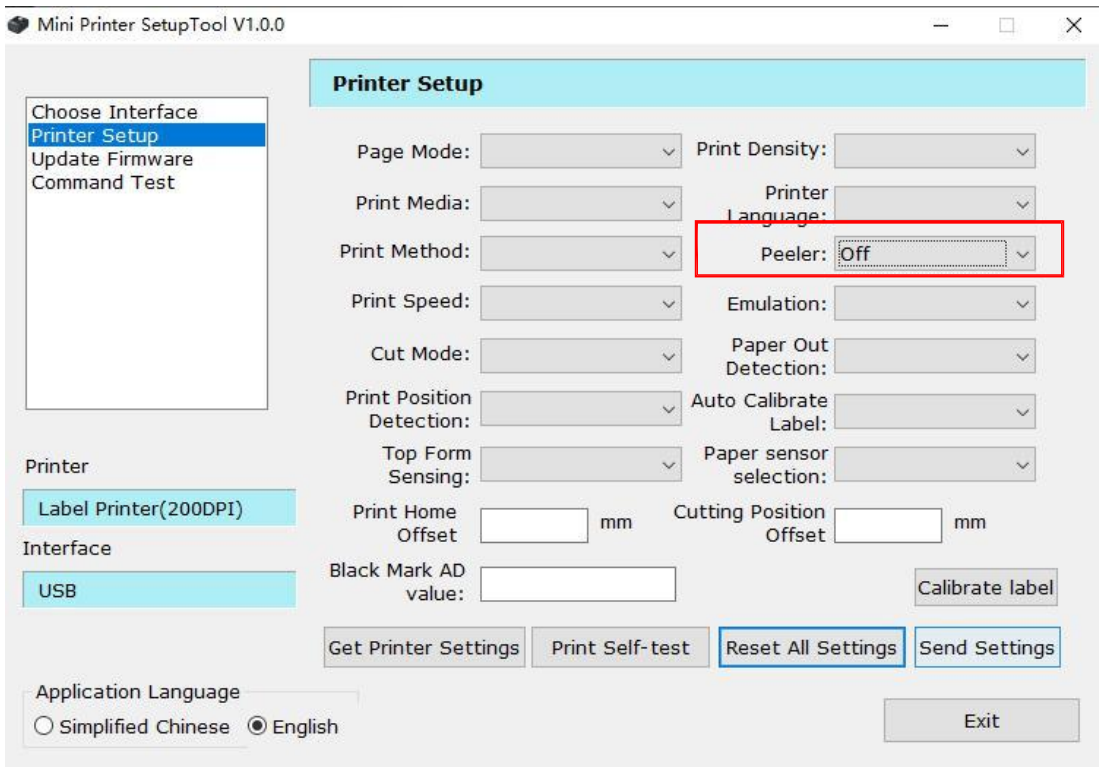 Mini Printer SetupTool V1.0.0
Choose Interface
Printer Setup
Update Firmware
Command Test
Printer
Label Printer(200DPI)
Interface
USB
Application Language
Simplified Chinese
English
Printer Setup
Page Mode:
Print Density:
Print Media:
Printer
Language:
Print Method:
Peeler: Off
Print Speed:
Emulation:
Cut Mode:
Paper Out
Detection:
Print Position
Detection:
Auto Calibrate
Label:
Top Form
Sensing:
Paper sensor
selection:
Print Home
Offset
mm
Cutting Position
Offset
mm
Black Mark AD
value:
Calibrate label
Get Printer Settings
Print Self-test
Reset All Settings
Send Settings
Exit